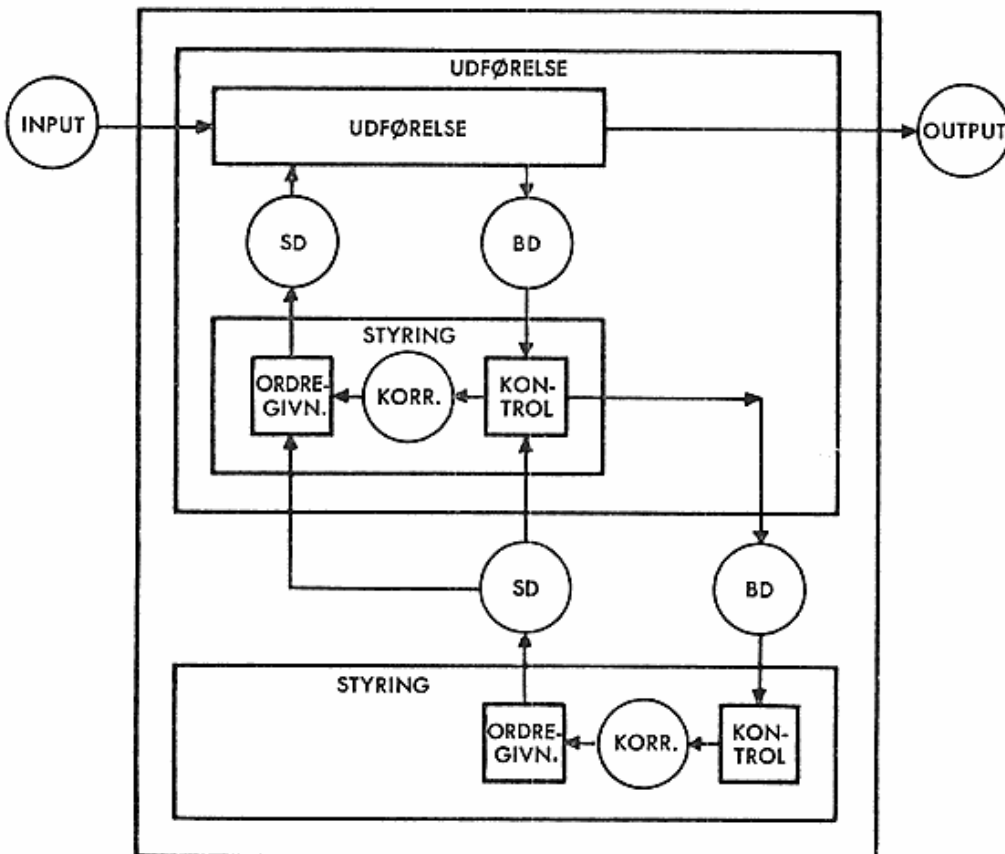 UDFØRELSE
INPUT
UDFØRELSE
OUTPUT
SD
BD
STYRING
ORDRE-
GIVN.
KORR.
KON-
TROL
SD
BD
STYRING
ORDRE-
GIVN.
KORR.
KON-
TROL